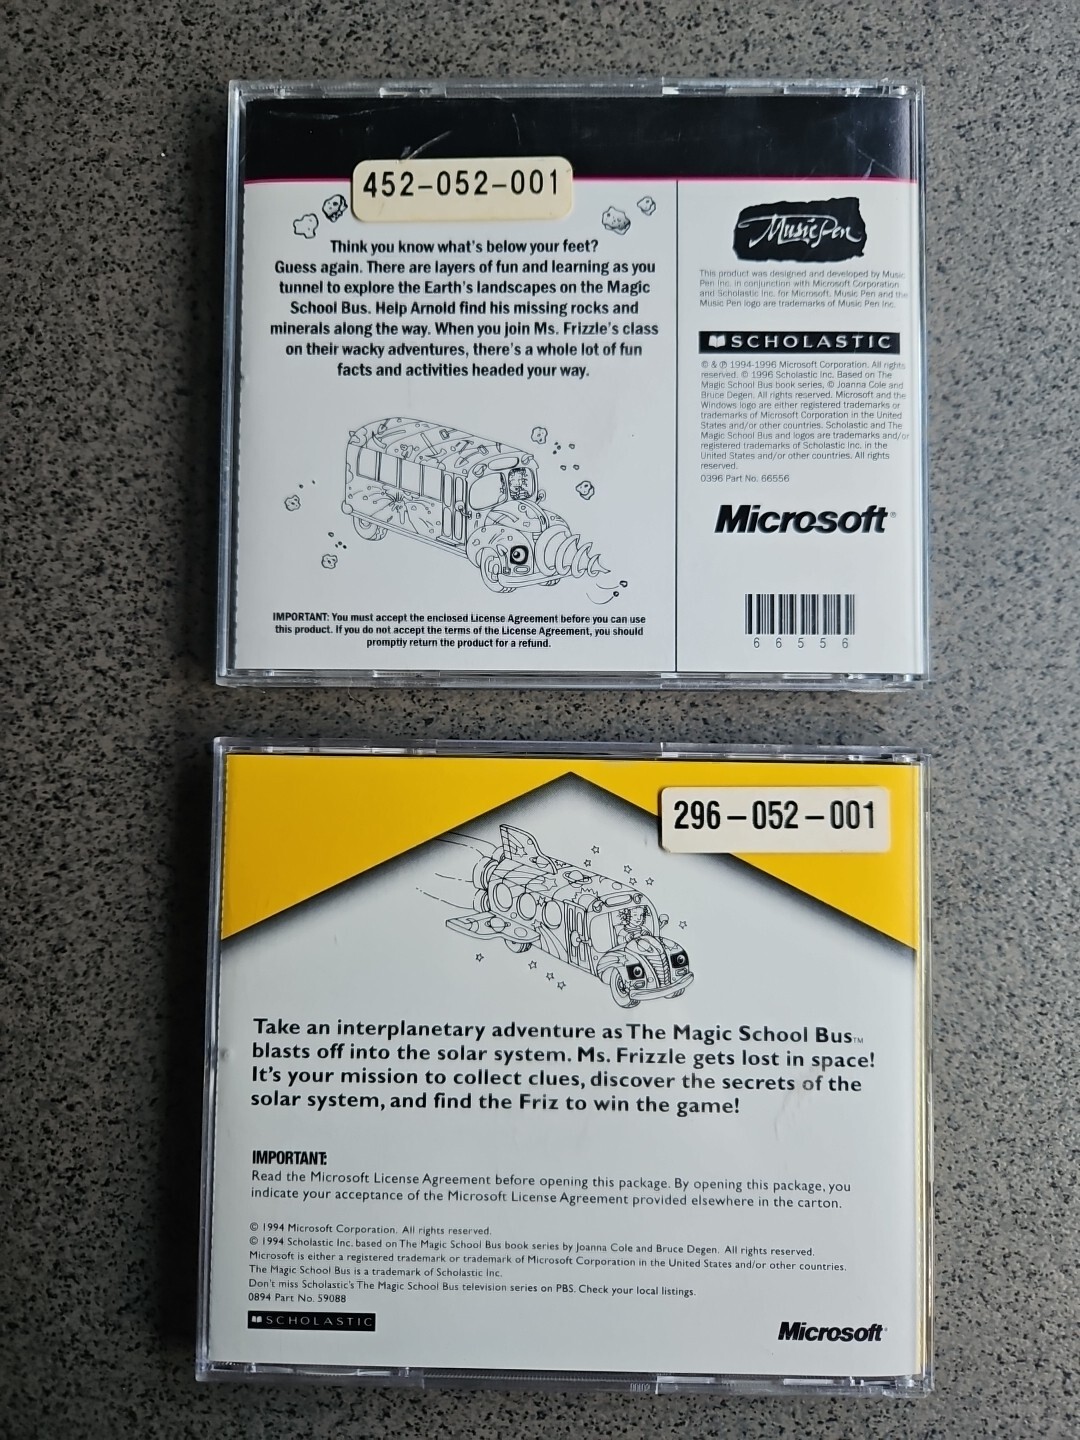 452-052-001
Think you know what's below your feet?
Guess again. There are layers of fun and learning as you
tunnel to explore the Earth's landscapes on the Magic
School Bus. Help Arnold find his missing rocks and
minerals along the way. When you join Ms. Frizzle's class
on their wacky adventures, there's a whole lot of fun
facts and activities headed your way.
IMPORTANT: You must accept the enclosed License Agreement before you can use
this product. If you do not accept the terms of the License Agreement, you should
promptly return the product for a refund.
Music Pen
This product was designed and developed by Music
Pen Inc. in conjunction with Microsoft Corporation
and Scholastic Inc. for Microsoft. Music Pen and the
Music Pen logo are trademarks of Music Pen Inc.
SCHOLASTIC
© & ℗ 1994-1996 Microsoft Corporation. All rights
reserved. © 1996 Scholastic Inc. Based on The
Magic School Bus book series, © Joanna Cole and
Bruce Degen. All rights reserved. Microsoft and the
Windows logo are either registered trademarks or
trademarks of Microsoft Corporation in the United
States and/or other countries. Scholastic and The
Magic School Bus and logos are trademarks and/or
registered trademarks of Scholastic Inc. in the
United States and/or other countries. All rights
reserved.
0396 Part No. 66556
Microsoft®
6 6 5 5 6
296-052-001
Take an interplanetary adventure as The Magic School Bus™
blasts off into the solar system. Ms. Frizzle gets lost in space!
It's your mission to collect clues, discover the secrets of the
solar system, and find the Friz to win the game!
IMPORTANT:
Read the Microsoft License Agreement before opening this package. By opening this package, you
indicate your acceptance of the Microsoft License Agreement provided elsewhere in the carton.
© 1994 Microsoft Corporation. All rights reserved.
© 1994 Scholastic Inc. based on The Magic School Bus book series by Joanna Cole and Bruce Degen. All rights reserved.
Microsoft is either a registered trademark or trademark of Microsoft Corporation in the United States and/or other countries.
The Magic School Bus is a trademark of Scholastic Inc.
Don't miss Scholastic's The Magic School Bus television series on PBS. Check your local listings.
0894 Part No. 59088
SCHOLASTIC
Microsoft®